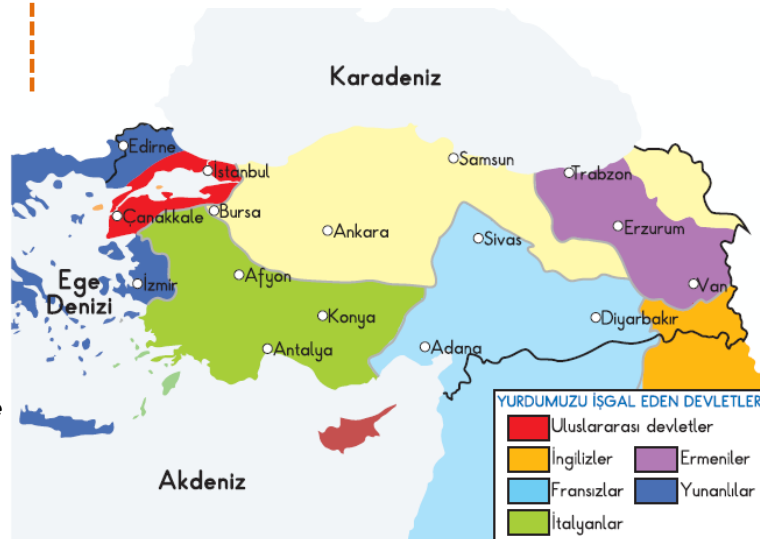 Karadeniz
Edirne
İstanbul
Samsun
Trabzon
Çanakkale
Bursa
Ankara
Sivas
Erzurum
Ege
Denizi
İzmir
Afyon
Van
Konya
Diyarbakır
Antalya
Adana
e
Akdeniz
YURDUMUZU İŞGAL EDEN DEVLETLER
Uluslararası devletler
İngilizler
Ermeniler
Fransızlar
Yunanlılar
İtalyanlar